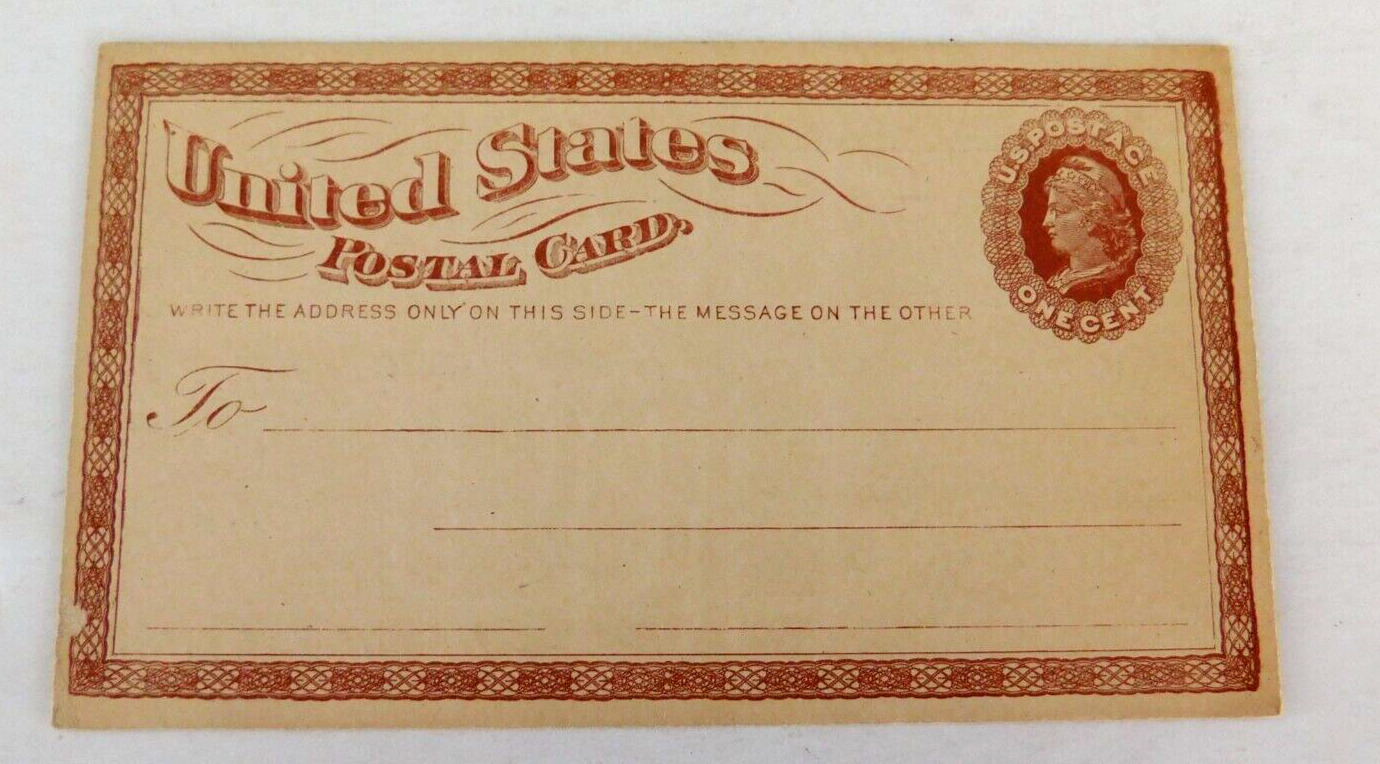 United States
POSTAL CARD.
WRITE THE ADDRESS ONLY ON THIS SIDE-THE MESSAGE ON THE OTHER
U.S. POSTAGE
ONE CENT
To